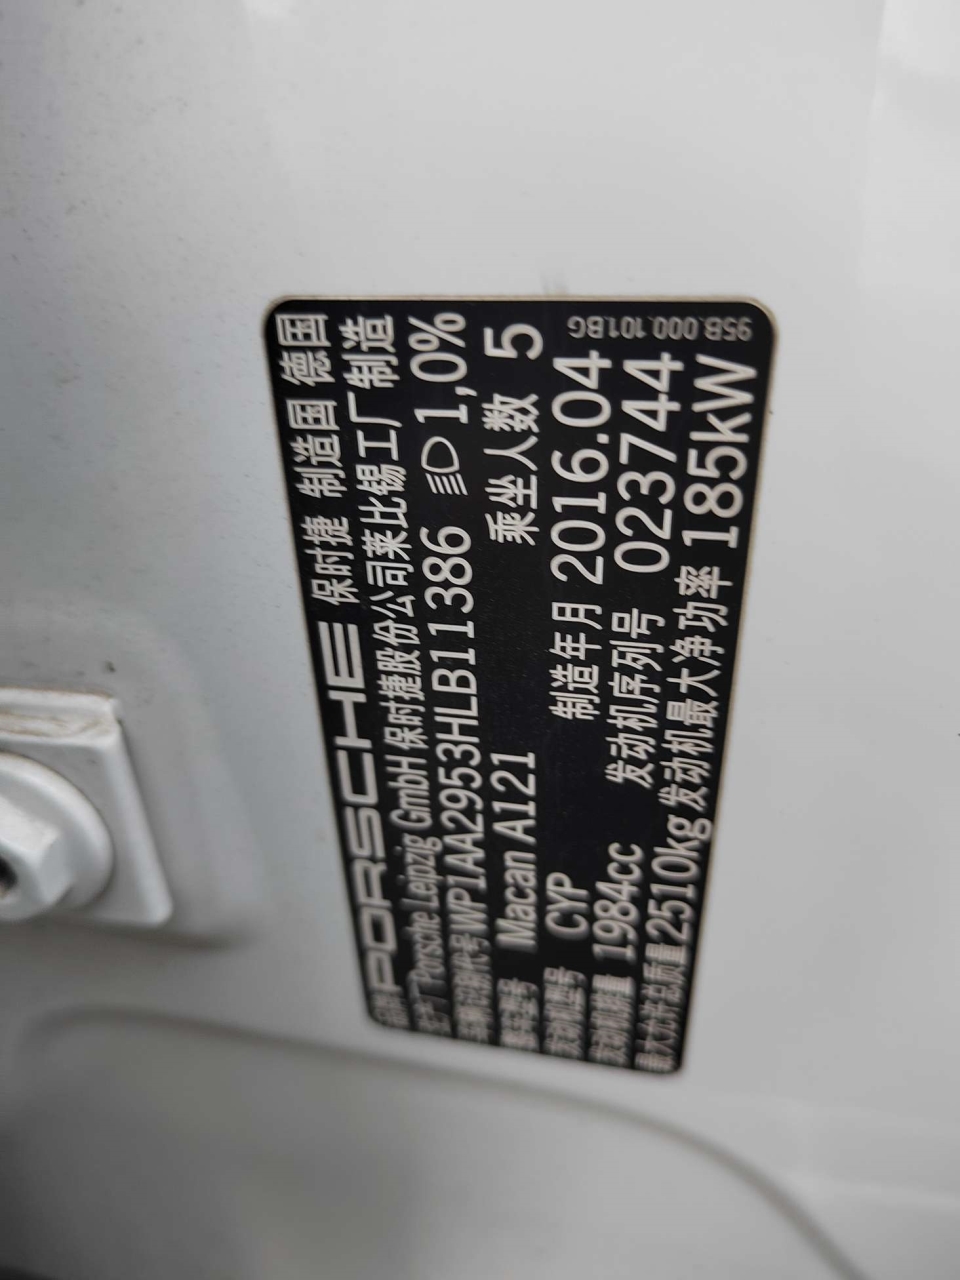 品牌 PORSCHE 保时捷 制造国 德国
生产厂 Porsche Leipzig GmbH 保时捷股份公司莱比锡工厂 制造
车辆识别代号 WP1AA2953HLB11386 1,0%
整车型号 Macan A121 乘坐人数 5
发动机型号 CYP 制造年月 2016.04
发动机排量 1984cc 发动机序列号 023744
最大允许总质量 2510kg 发动机最大净功率 185kW
95B.000.101.BG